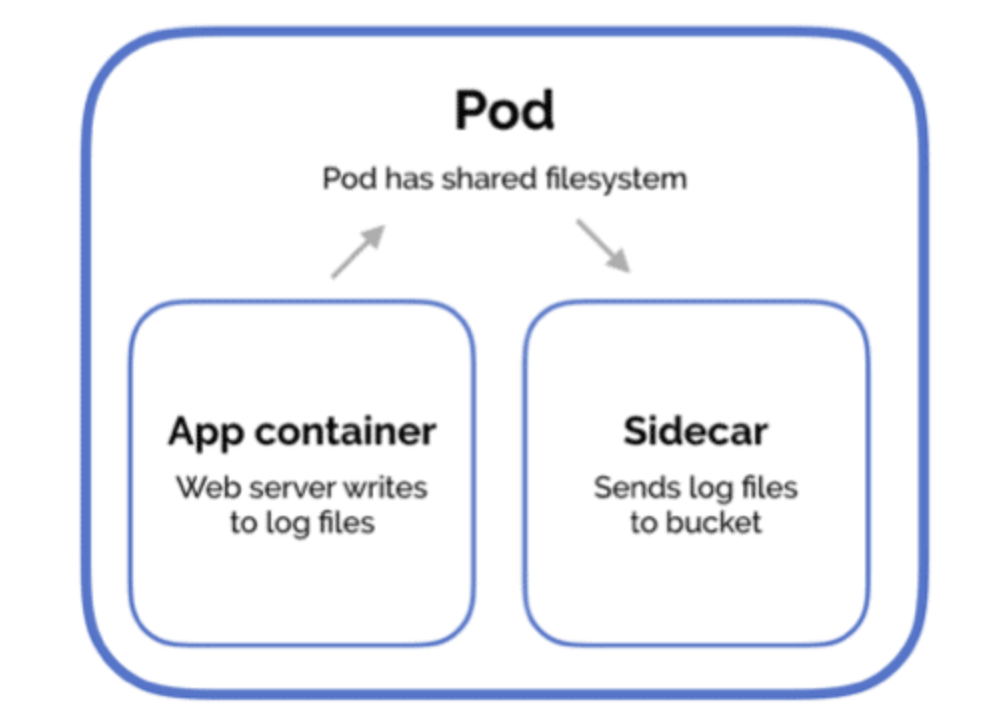 Pod
Pod has shared filesystem
App container
Web server writes
to log files
Sidecar
Sends log files
to bucket